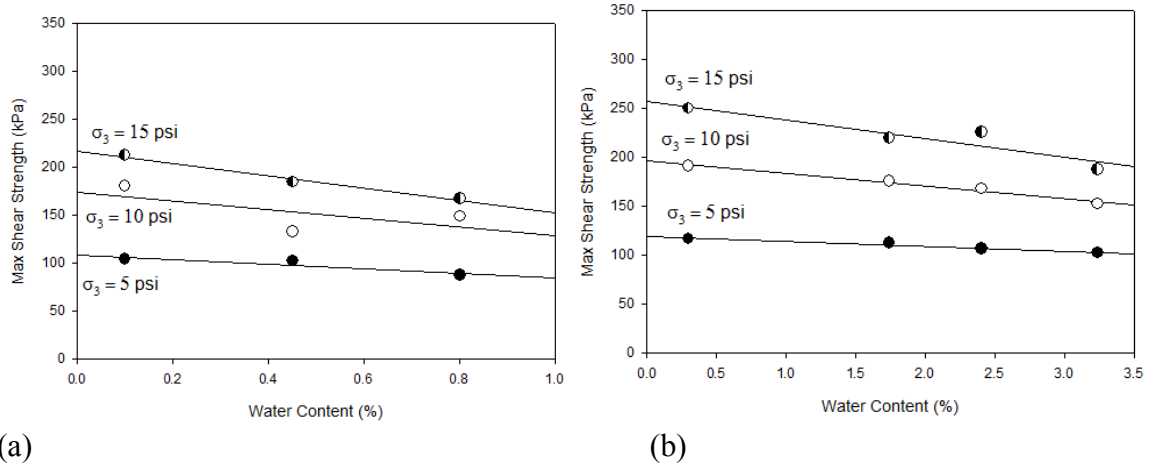 350
300
250
200
150
100
50
0
Max Shear Strength (kPa)
σ3 = 15 psi
σ3 = 10 psi
σ3 = 5 psi
0.0 0.2 0.4 0.6 0.8 1.0
Water Content (%)
(a)
350
300
250
200
150
100
50
0
Max Shear Strength (kPa)
σ3 = 15 psi
σ3 = 10 psi
σ3 = 5 psi
0.0 0.5 1.0 1.5 2.0 2.5 3.0 3.5
Water Content (%)
(b)